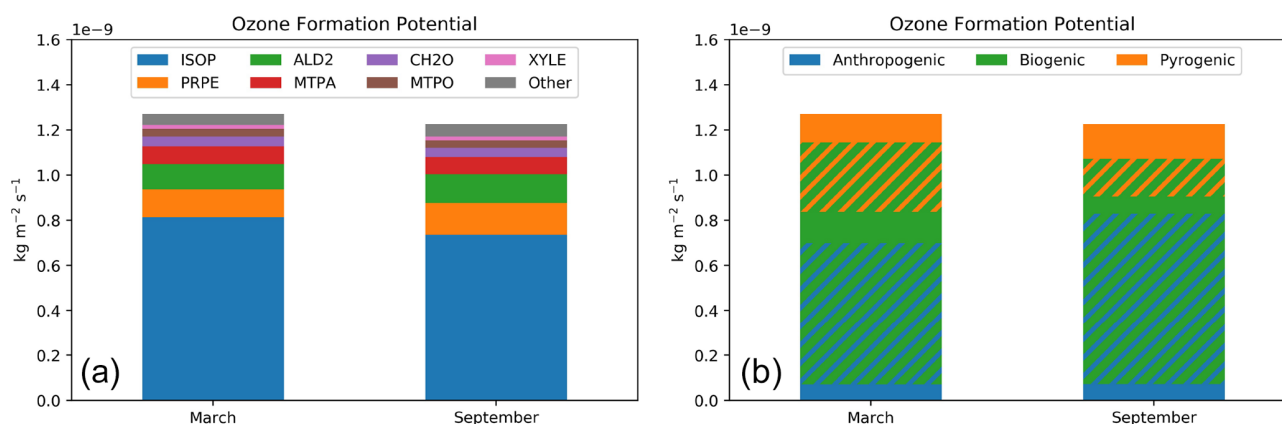 Ozone Formation Potential
1e−9
ISOP ALD2 CH2O XYLE
PRPE MTPA MTPO Other
1.6
1.4
1.2
1.0
0.8
0.6
0.4
0.2
0.0
kg m⁻² s⁻¹
(a)
March September
Ozone Formation Potential
1e−9
Anthropogenic Biogenic Pyrogenic
1.6
1.4
1.2
1.0
0.8
0.6
0.4
0.2
0.0
kg m⁻² s⁻¹
(b)
March September